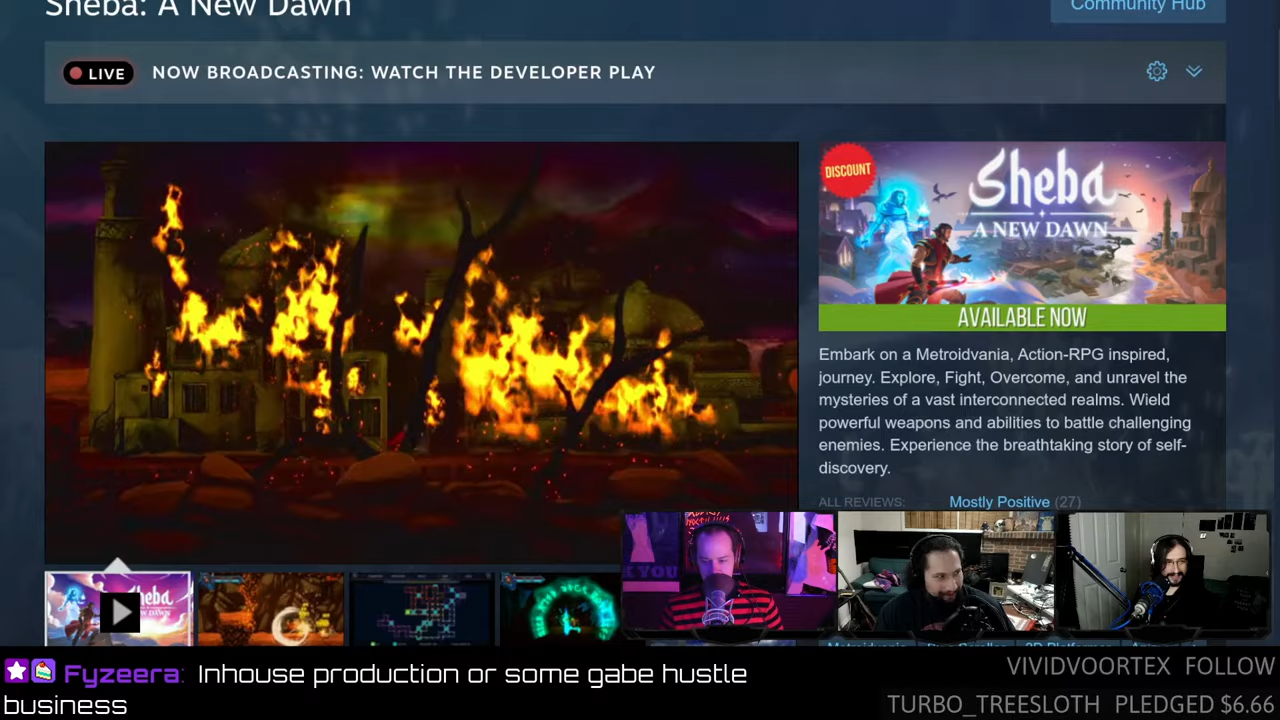 Sheba: A New Dawn
Community Hub
LIVE
NOW BROADCASTING: WATCH THE DEVELOPER PLAY
DISCOUNT
Sheba
A NEW DAWN
AVAILABLE NOW
Embark on a Metroidvania, Action-RPG inspired,
journey. Explore, Fight, Overcome, and unravel the
mysteries of a vast interconnected realms. Wield
powerful weapons and abilities to battle challenging
enemies. Experience the breathtaking story of self-
discovery.
ALL REVIEWS: Mostly Positive (27)
YOU
Sheba
Fyzeera: Inhouse production or some gabe hustle
business
VIVIDVOORTEX FOLLOW
TURBO_TREESLOTH PLEDGED $6.66